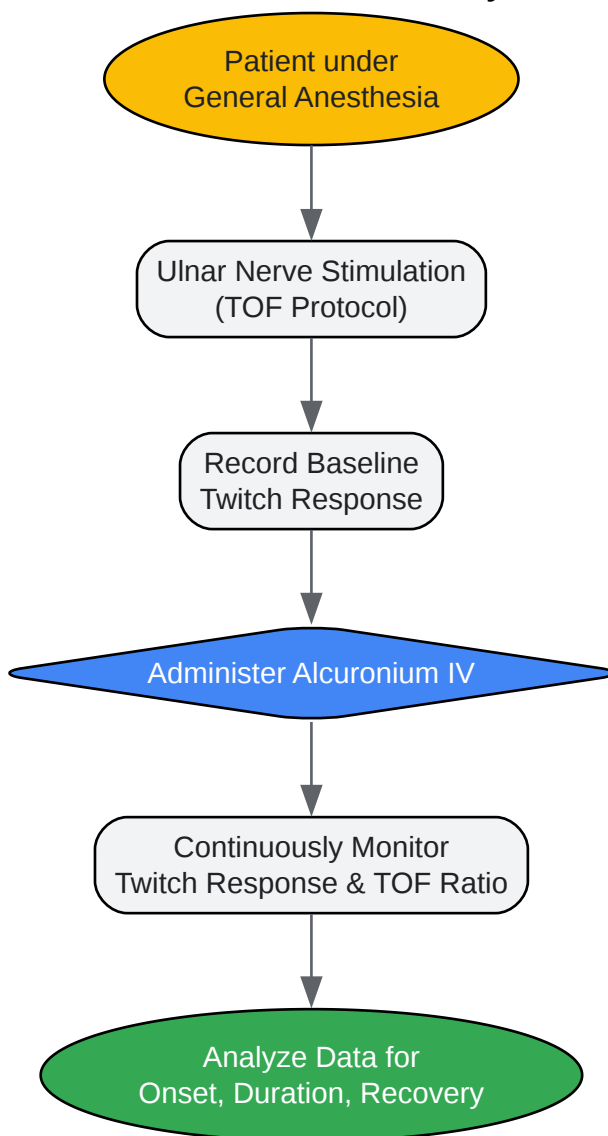 Patient under
General Anesthesia
Ulnar Nerve Stimulation
(TOF Protocol)
Record Baseline
Twitch Response
Administer Alcuronium IV
Continuously Monitor
Twitch Response & TOF Ratio
Analyze Data for
Onset, Duration, Recovery